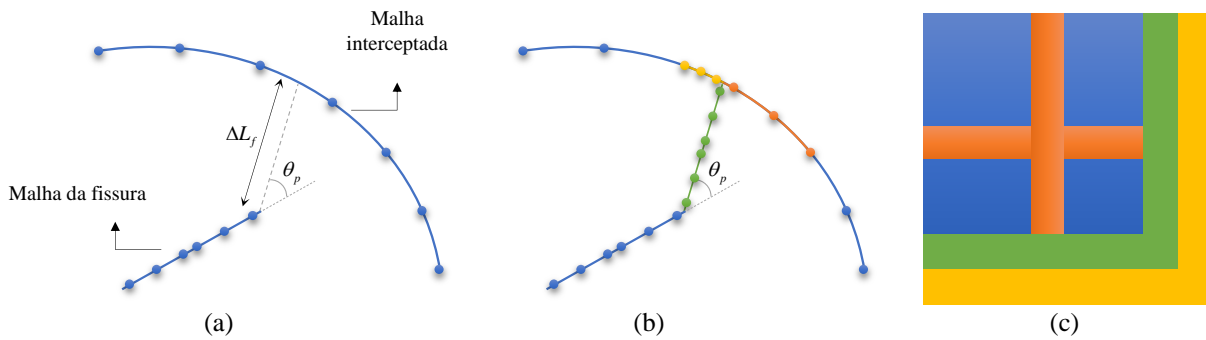 Malha
interceptada
ΔL_f
θ_p
Malha da fissura
θ_p
(a)
(b)
(c)